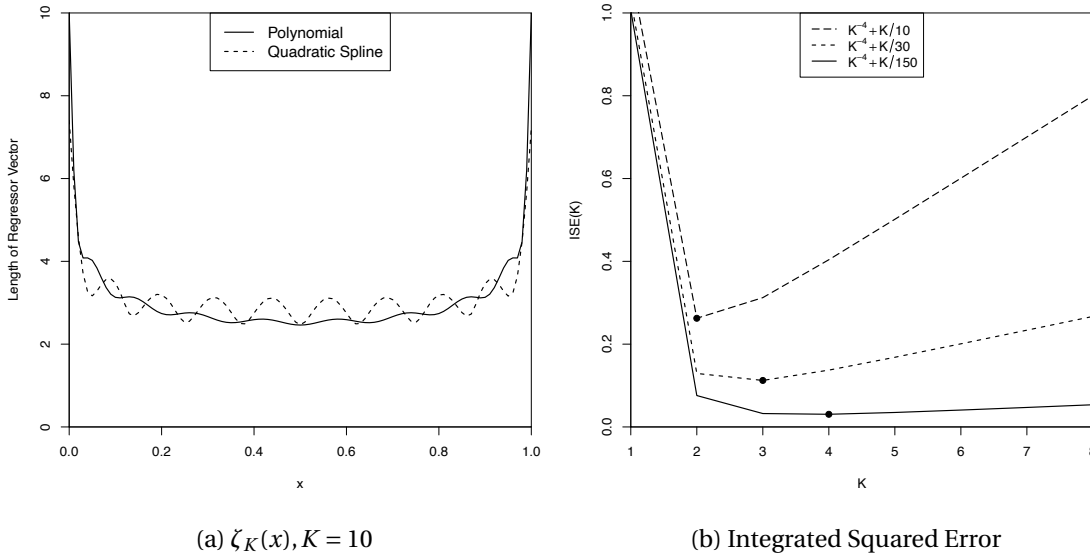 Polynomial
Quadratic Spline
Length of Regressor Vector
10
8
6
4
2
0
0.0 0.2 0.4 0.6 0.8 1.0
x
(a) ζ_K(x), K = 10
K⁻⁴ + K/10
K⁻⁴ + K/30
K⁻⁴ + K/150
ISE(K)
1.0
0.8
0.6
0.4
0.2
0.0
1 2 3 4 5 6 7 8
K
(b) Integrated Squared Error